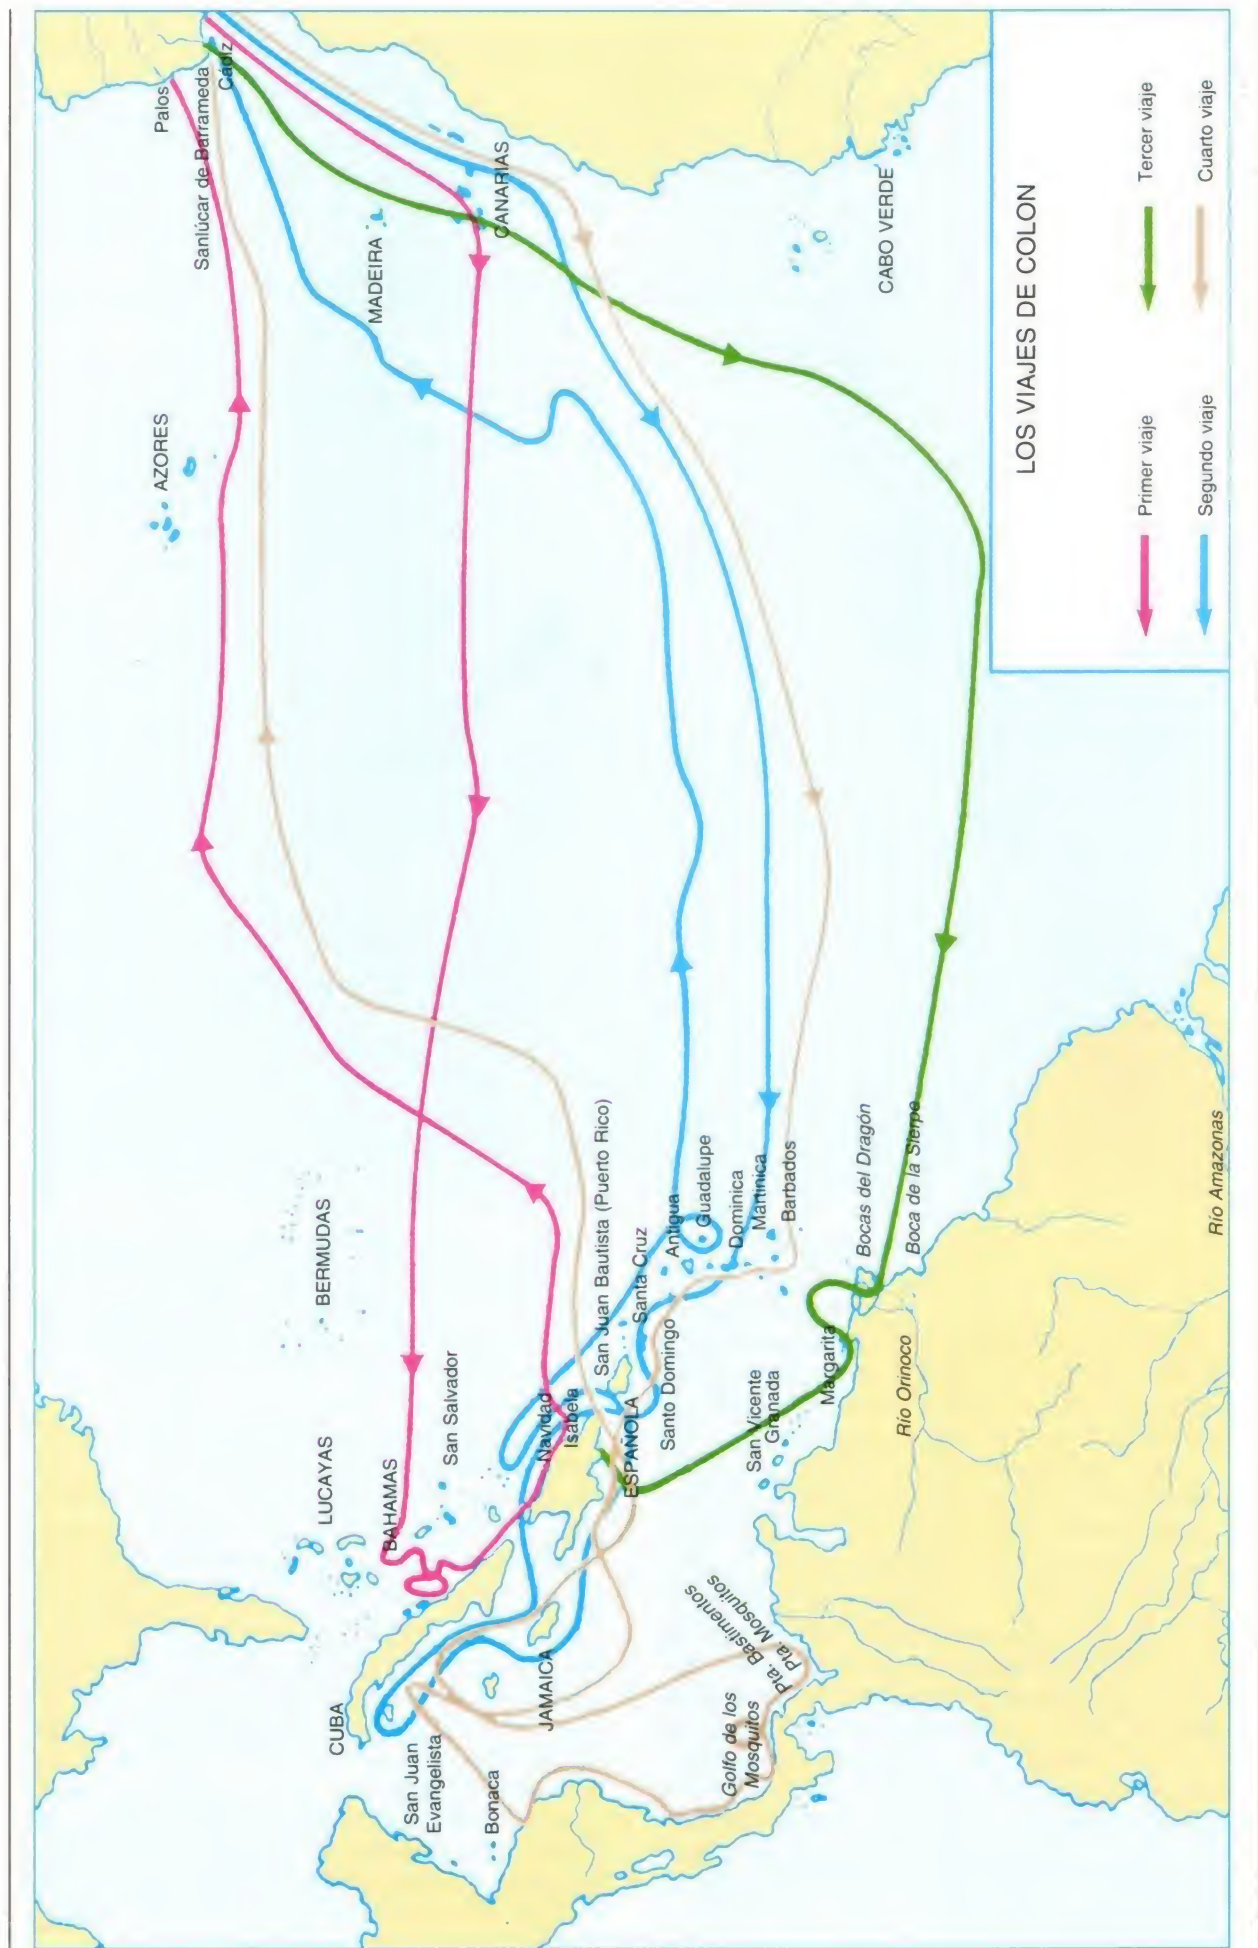 LOS VIAJES DE COLON
Primer viaje
Tercer viaje
Segundo viaje
Cuarto viaje
Palos
Sanlúcar de Barrameda
Cádiz
AZORES
MADEIRA
CANARIAS
CABO VERDE
BERMUDAS
LUCAYAS
BAHAMAS
San Salvador
CUBA
San Juan
Evangelista
Bonaca
JAMAICA
Navidad
Isabela
ESPAÑOLA
San Juan Bautista (Puerto Rico)
Santa Cruz
Santo Domingo
Antigua
Guadalupe
Dominica
Martinica
Barbados
San Vicente
Granada
Margarita
Bocas del Dragón
Boca de la Sierpe
Río Orinoco
Río Amazonas
Golfo de los
Mosquitos
Pta. Bastimentos
Pta. Mosquitos